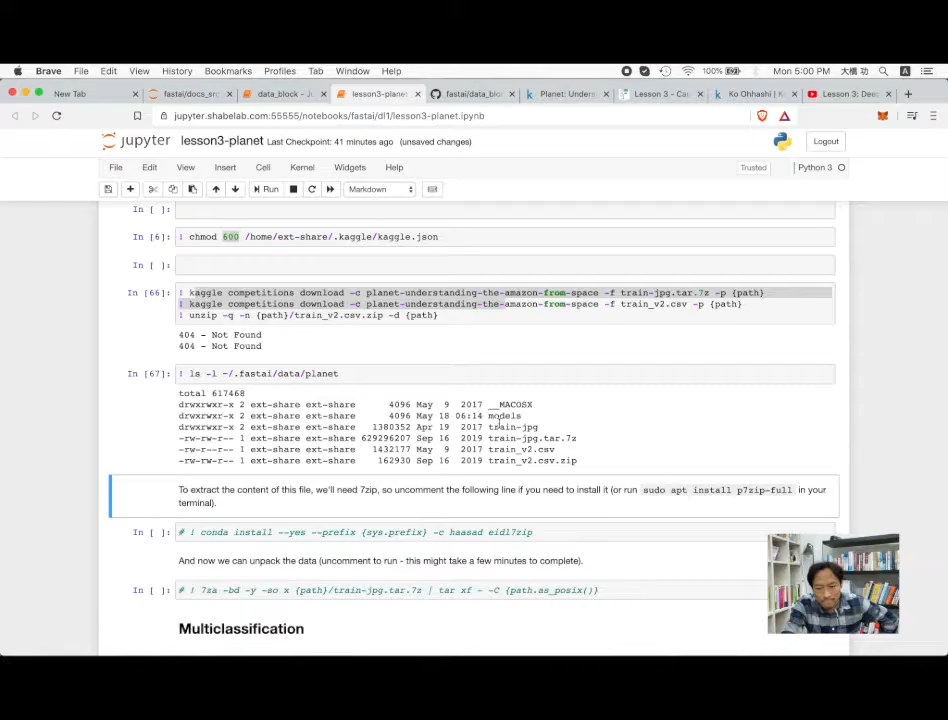 Brave File Edit View History Bookmarks Profiles Tab Window Help 100% Mon 5:00 PM 大橋 功
New Tab × fastai/docs_src × data_block - Ju × lesson3-planet × fastai/data_bloc × Planet: Unders × Lesson 3 - Ca × Ko Ohhashi | K × Lesson 3: Deep × +
jupyter.shabelab.com:55555/notebooks/fastai/dl1/lesson3-planet.ipynb
jupyter lesson3-planet Last Checkpoint: 41 minutes ago (unsaved changes) Logout
File Edit View Insert Cell Kernel Widgets Help Trusted Python 3
Run Markdown
In [ ]:
In [6]: ! chmod 600 /home/ext-share/.kaggle/kaggle.json
In [ ]:
In [66]: ! kaggle competitions download -c planet-understanding-the-amazon-from-space -f train-jpg.tar.7z -p {path}
! kaggle competitions download -c planet-understanding-the-amazon-from-space -f train_v2.csv -p {path}
! unzip -q -n {path}/train_v2.csv.zip -d {path}
404 - Not Found
404 - Not Found
In [67]: ! ls -l ~/.fastai/data/planet
total 617468
drwxrwxr-x 2 ext-share ext-share 4096 May 9 2017 __MACOSX
drwxrwxr-x 2 ext-share ext-share 4096 May 18 06:14 models
drwxrwxr-x 2 ext-share ext-share 1380352 Apr 19 2017 train-jpg
-rw-rw-r-- 1 ext-share ext-share 629296207 Sep 16 2019 train-jpg.tar.7z
-rw-rw-r-- 1 ext-share ext-share 1432177 May 9 2017 train_v2.csv
-rw-rw-r-- 1 ext-share ext-share 162930 Sep 16 2019 train_v2.csv.zip
To extract the content of this file, we'll need 7zip, so uncomment the following line if you need to install it (or run sudo apt install p7zip-full in your
terminal).
In [ ]: # ! conda install --yes --prefix {sys.prefix} -c haasad eidl7zip
And now we can unpack the data (uncomment to run - this might take a few minutes to complete).
In [ ]: # ! 7za -bd -y -so x {path}/train-jpg.tar.7z | tar xf - -C {path.as_posix()}
Multiclassification